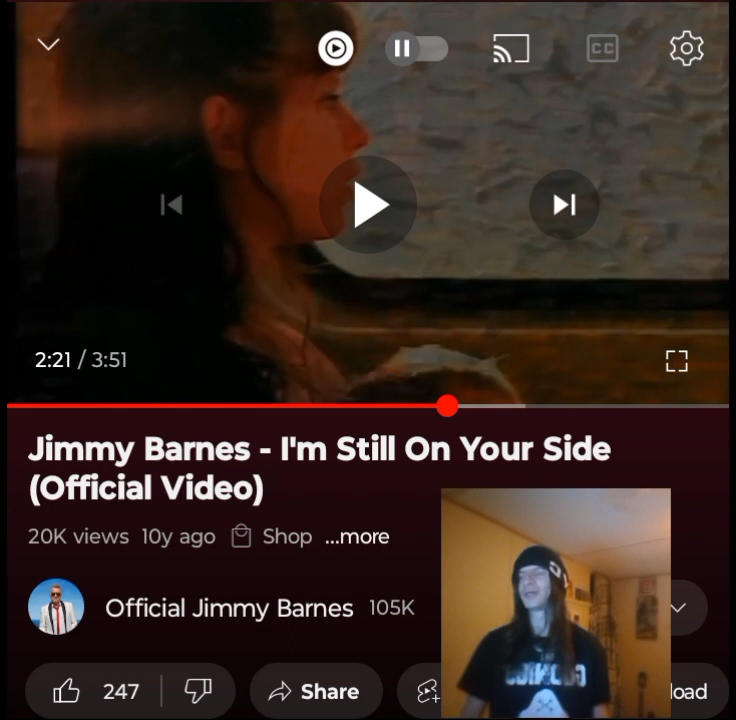 CC
2:21 / 3:51
Jimmy Barnes - I'm Still On Your Side
(Official Video)
20K views 10y ago Shop ...more
Official Jimmy Barnes 105K
247 Share load